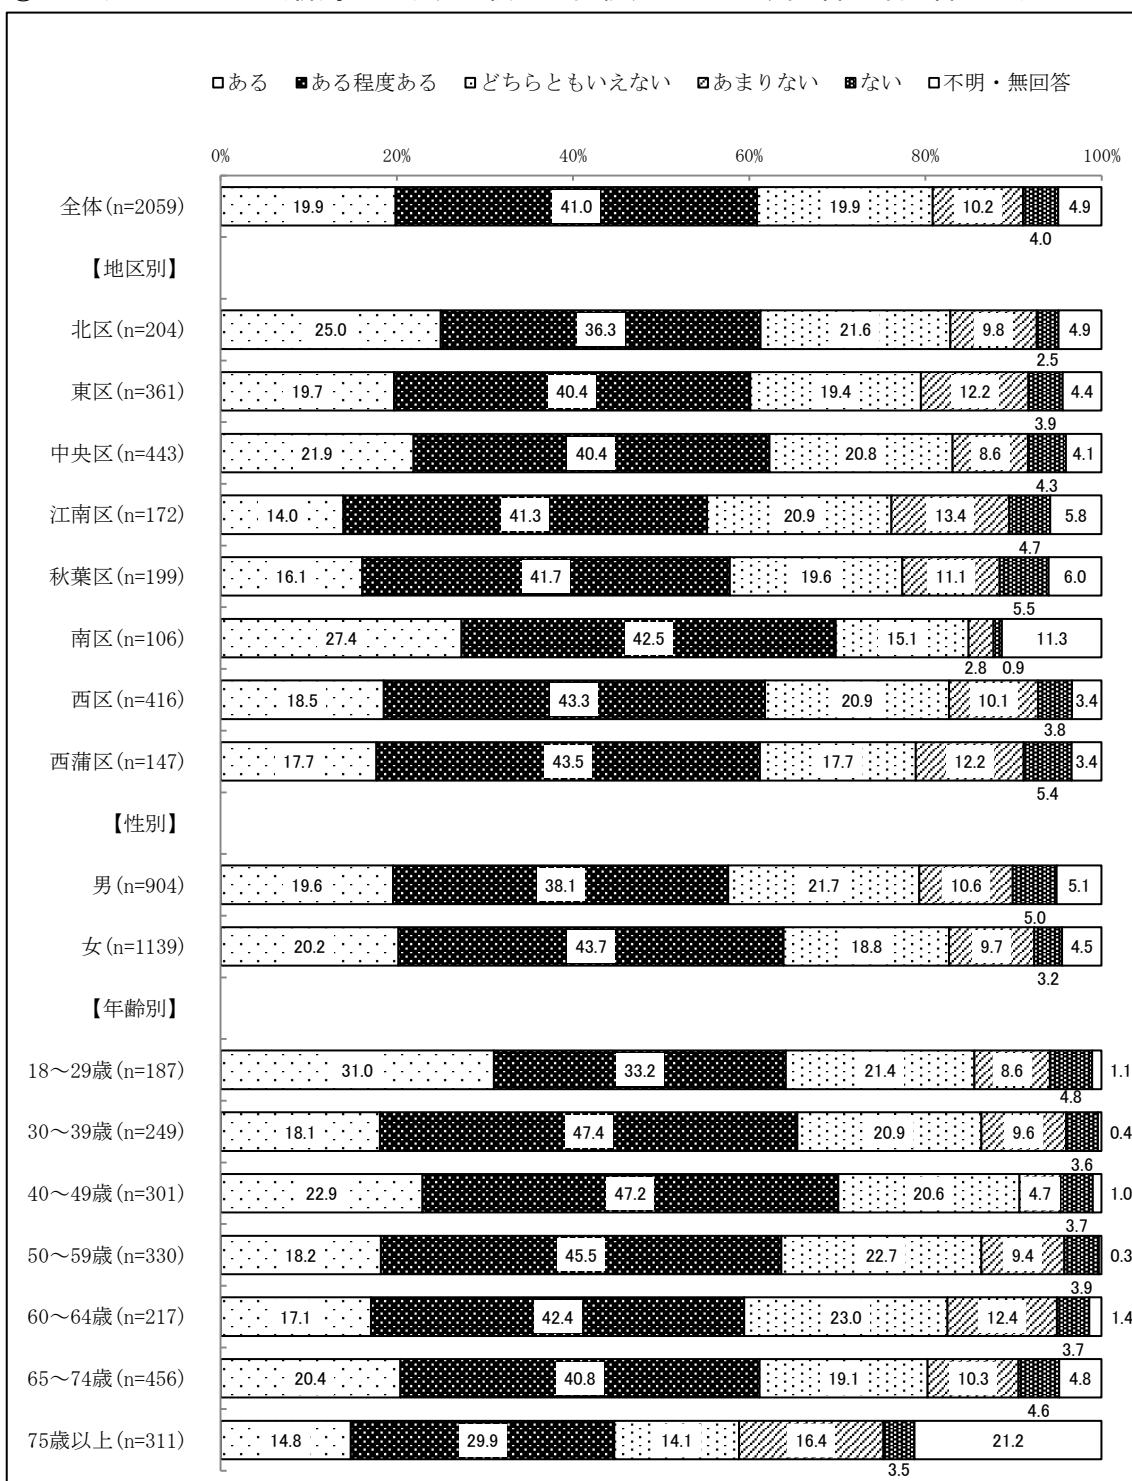 □ある ■ある程度ある □どちらともいえない □あまりない ■ない □不明・無回答
0% 20% 40% 60% 80% 100%
全体(n=2059) 19.9 41.0 19.9 10.2 4.9
4.0
【地区別】
北区(n=204) 25.0 36.3 21.6 9.8 4.9
2.5
東区(n=361) 19.7 40.4 19.4 12.2 4.4
3.9
中央区(n=443) 21.9 40.4 20.8 8.6 4.1
4.3
江南区(n=172) 14.0 41.3 20.9 13.4 5.8
4.7
秋葉区(n=199) 16.1 41.7 19.6 11.1 6.0
5.5
南区(n=106) 27.4 42.5 15.1 11.3
2.8 0.9
西区(n=416) 18.5 43.3 20.9 10.1 3.4
3.8
西蒲区(n=147) 17.7 43.5 17.7 12.2 3.4
5.4
【性別】
男(n=904) 19.6 38.1 21.7 10.6 5.1
5.0
女(n=1139) 20.2 43.7 18.8 9.7 4.5
3.2
【年齢別】
18～29歳(n=187) 31.0 33.2 21.4 8.6 1.1
4.8
30～39歳(n=249) 18.1 47.4 20.9 9.6 0.4
3.6
40～49歳(n=301) 22.9 47.2 20.6 4.7 1.0
3.7
50～59歳(n=330) 18.2 45.5 22.7 9.4 0.3
3.9
60～64歳(n=217) 17.1 42.4 23.0 12.4 1.4
3.7
65～74歳(n=456) 20.4 40.8 19.1 10.3 4.8
4.6
75歳以上(n=311) 14.8 29.9 14.1 16.4 21.2
3.5